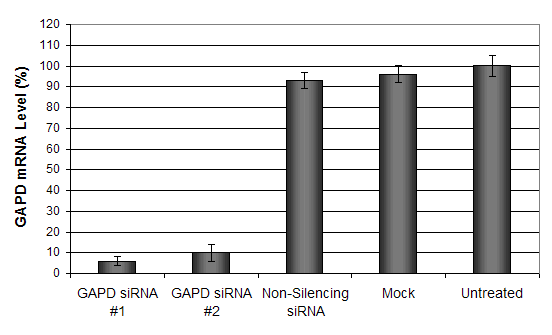 GAPD mRNA Level (%)
120
110
100
90
80
70
60
50
40
30
20
10
0
GAPD siRNA #1
GAPD siRNA #2
Non-Silencing siRNA
Mock
Untreated